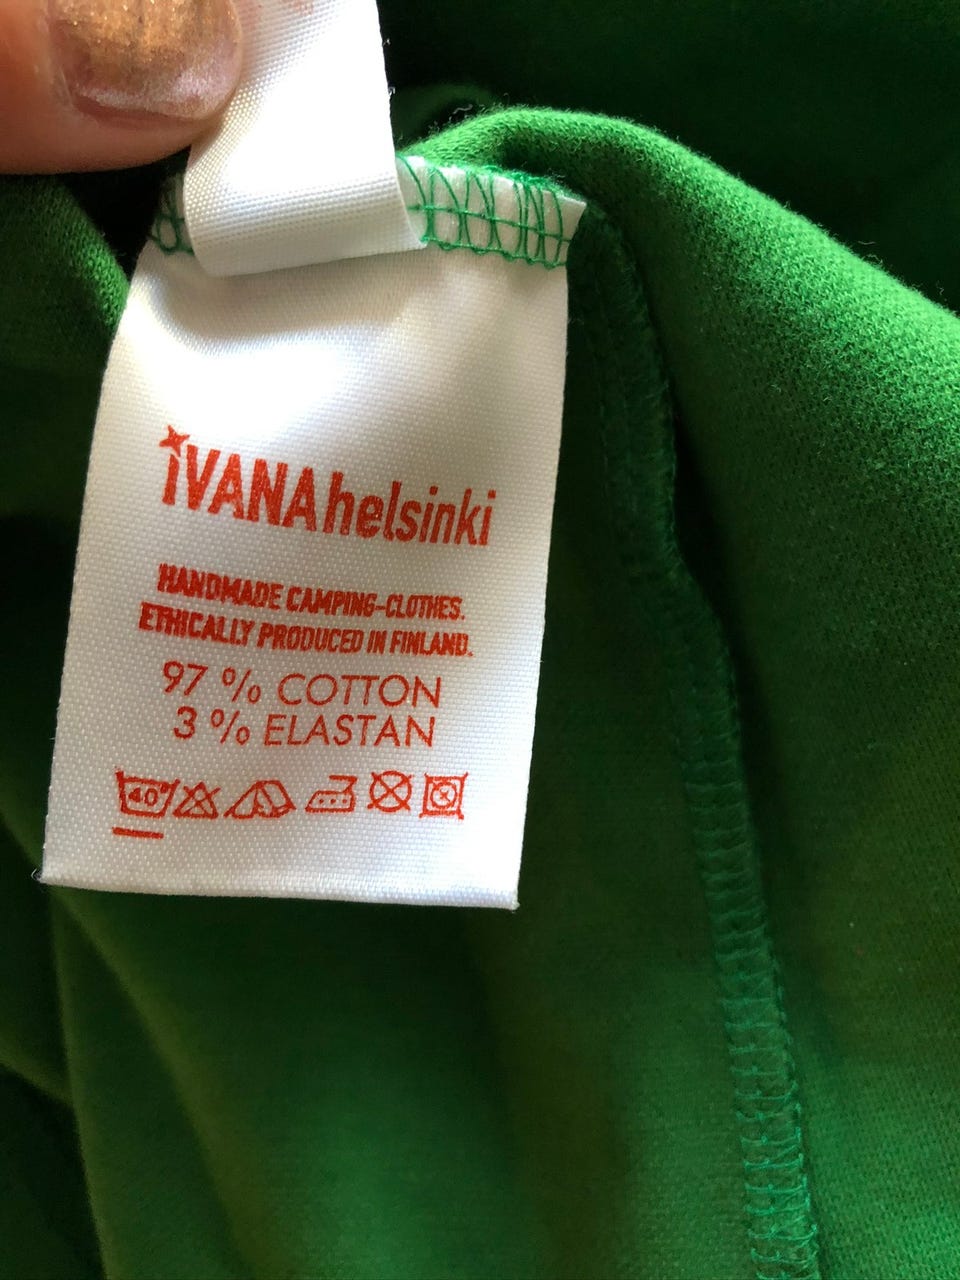 iVANAhelsinki
HANDMADE CAMPING-CLOTHES.
ETHICALLY PRODUCED IN FINLAND.
97 % COTTON
3 % ELASTAN
40°